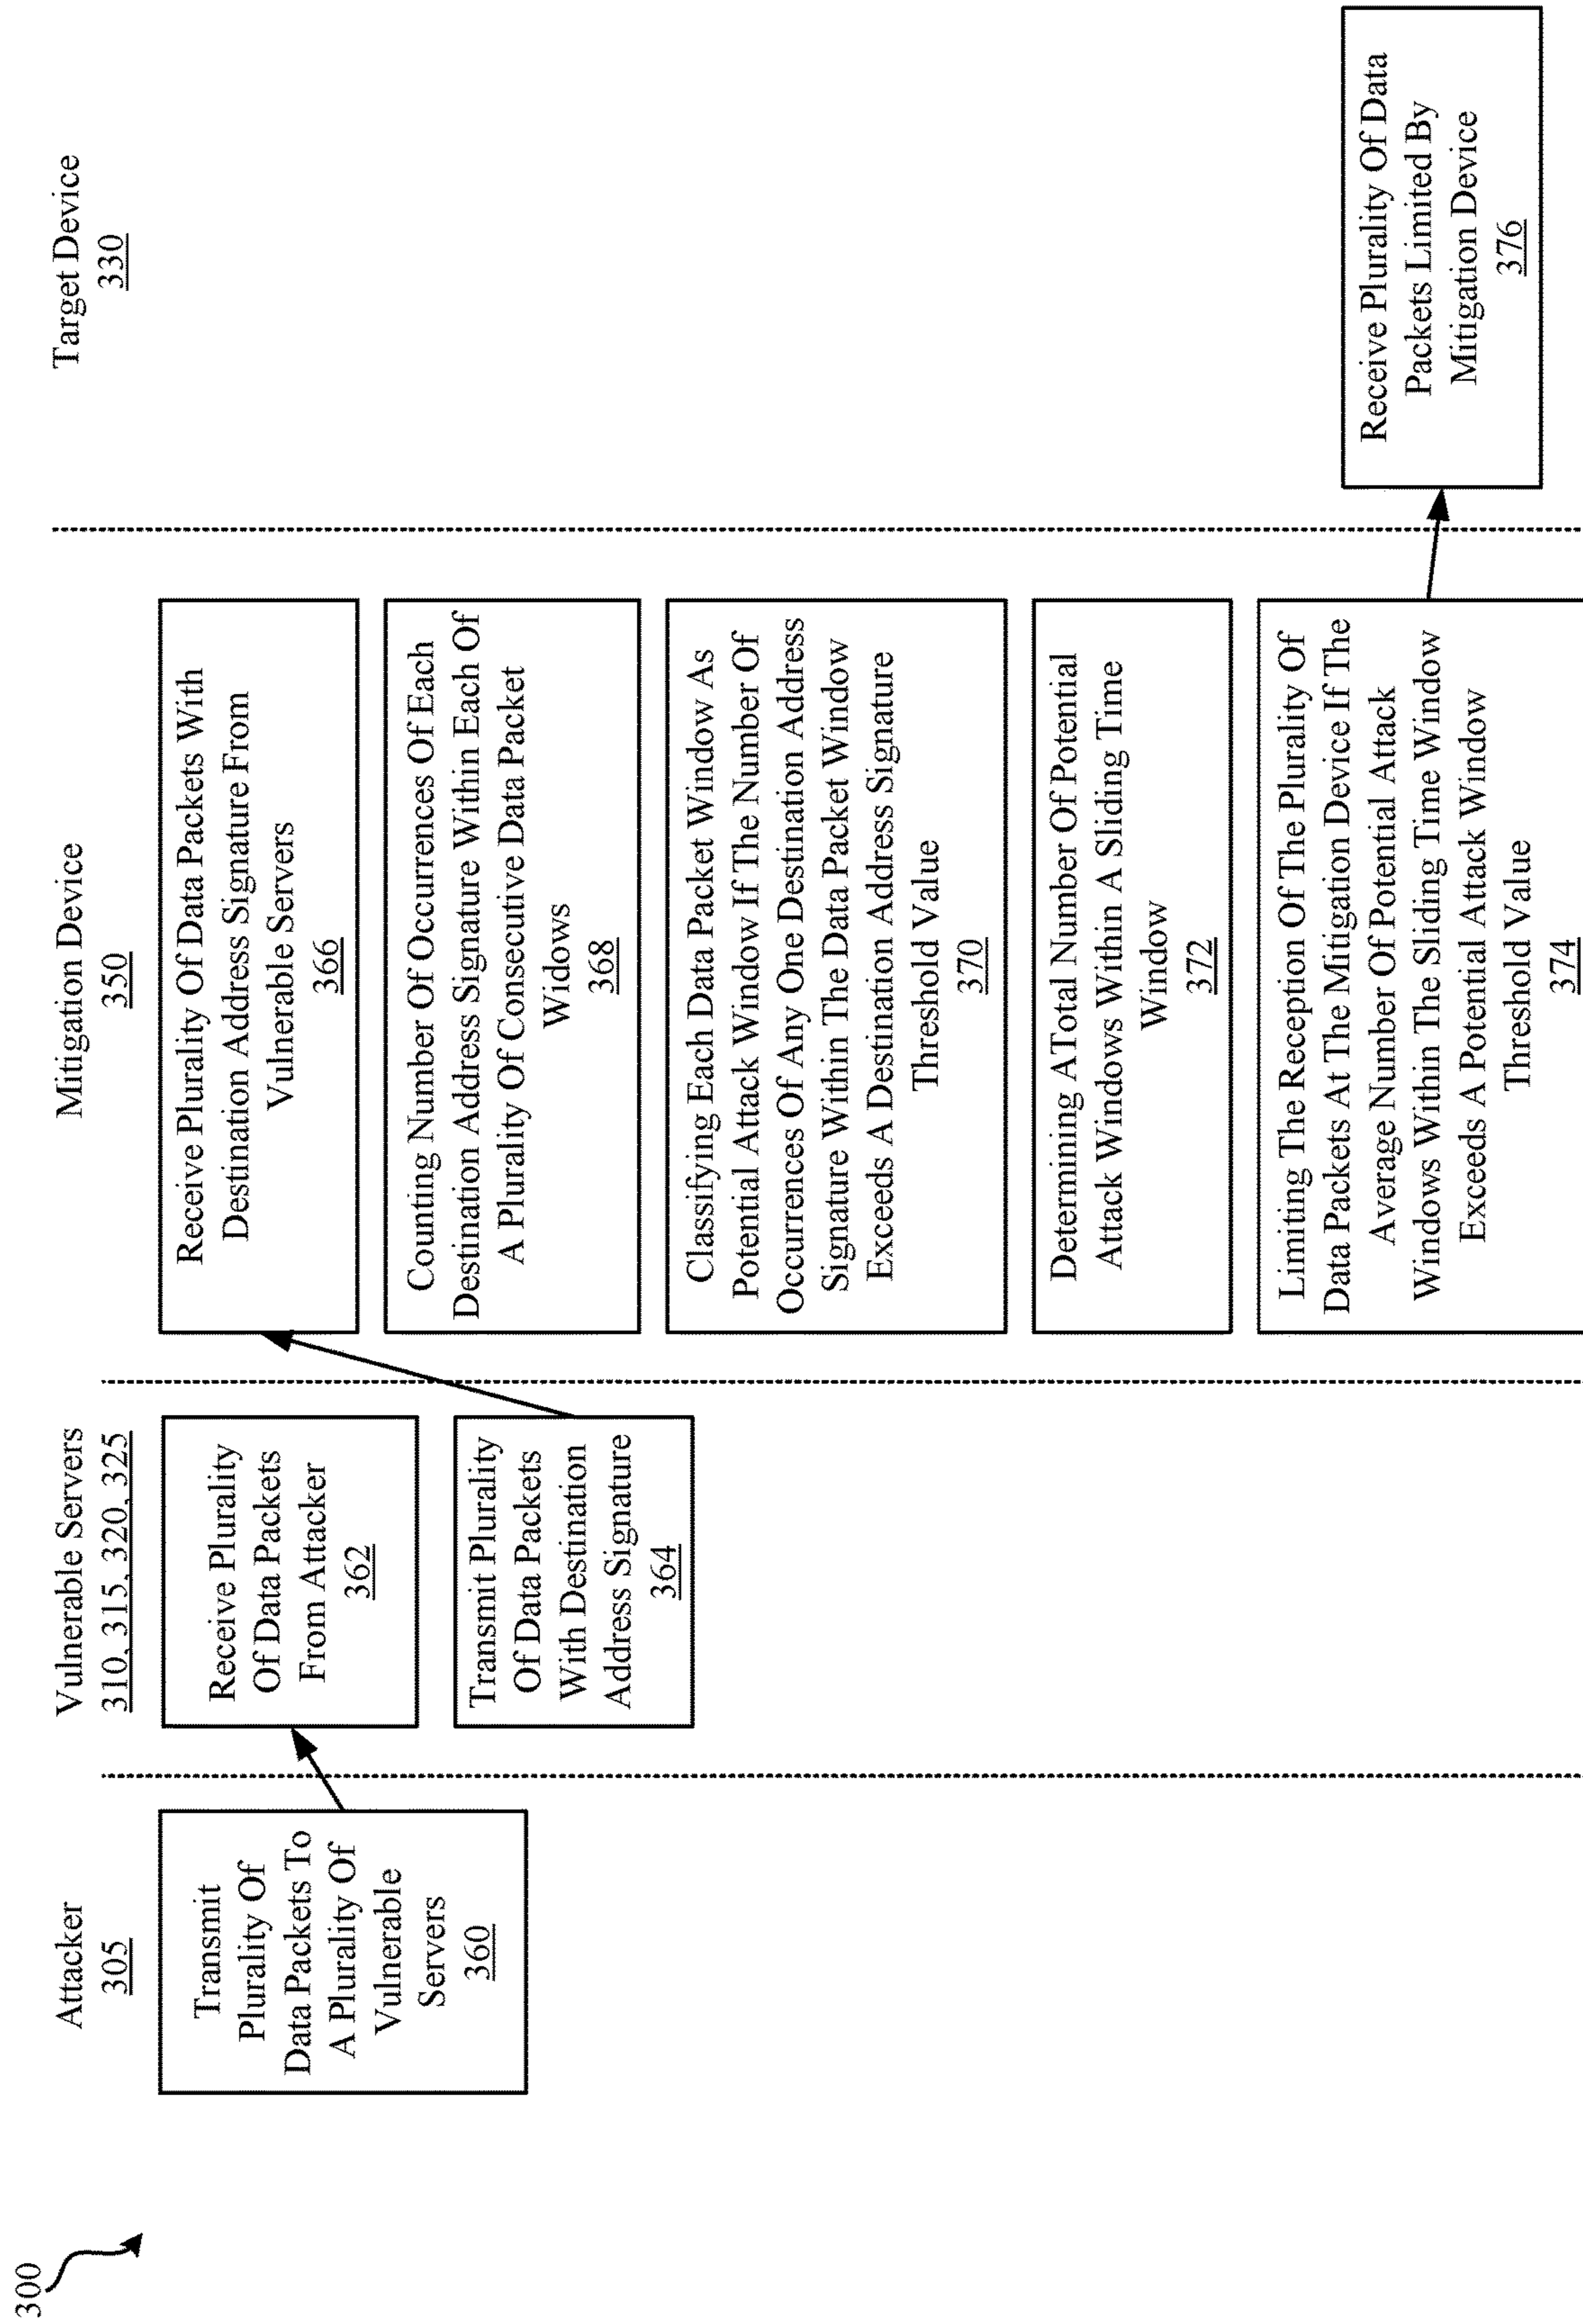 300
Attacker
305
Transmit
Plurality Of
Data Packets To
A Plurality Of
Vulnerable
Servers
360
Vulnerable Servers
310, 315, 320, 325
Receive Plurality
Of Data Packets
From Attacker
362
Transmit Plurality
Of Data Packets
With Destination
Address Signature
364
Mitigation Device
350
Receive Plurality Of Data Packets With
Destination Address Signature From
Vulnerable Servers
366
Counting Number Of Occurrences Of Each
Destination Address Signature Within Each Of
A Plurality Of Consecutive Data Packet
Widows
368
Classifying Each Data Packet Window As
Potential Attack Window If The Number Of
Occurrences Of Any One Destination Address
Signature Within The Data Packet Window
Exceeds A Destination Address Signature
Threshold Value
370
Determining ATotal Number Of Potential
Attack Windows Within A Sliding Time
Window
372
Limiting The Reception Of The Plurality Of
Data Packets At The Mitigation Device If The
Average Number Of Potential Attack
Windows Within The Sliding Time Window
Exceeds A Potential Attack Window
Threshold Value
374
Target Device
330
Receive Plurality Of Data
Packets Limited By
Mitigation Device
376